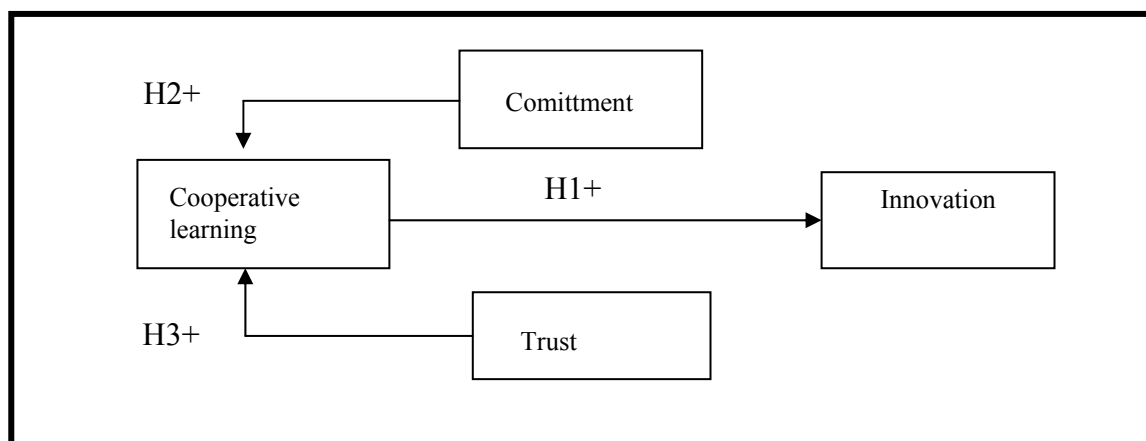 H2+
Comittment
Cooperative
learning
H1+
Innovation
H3+
Trust